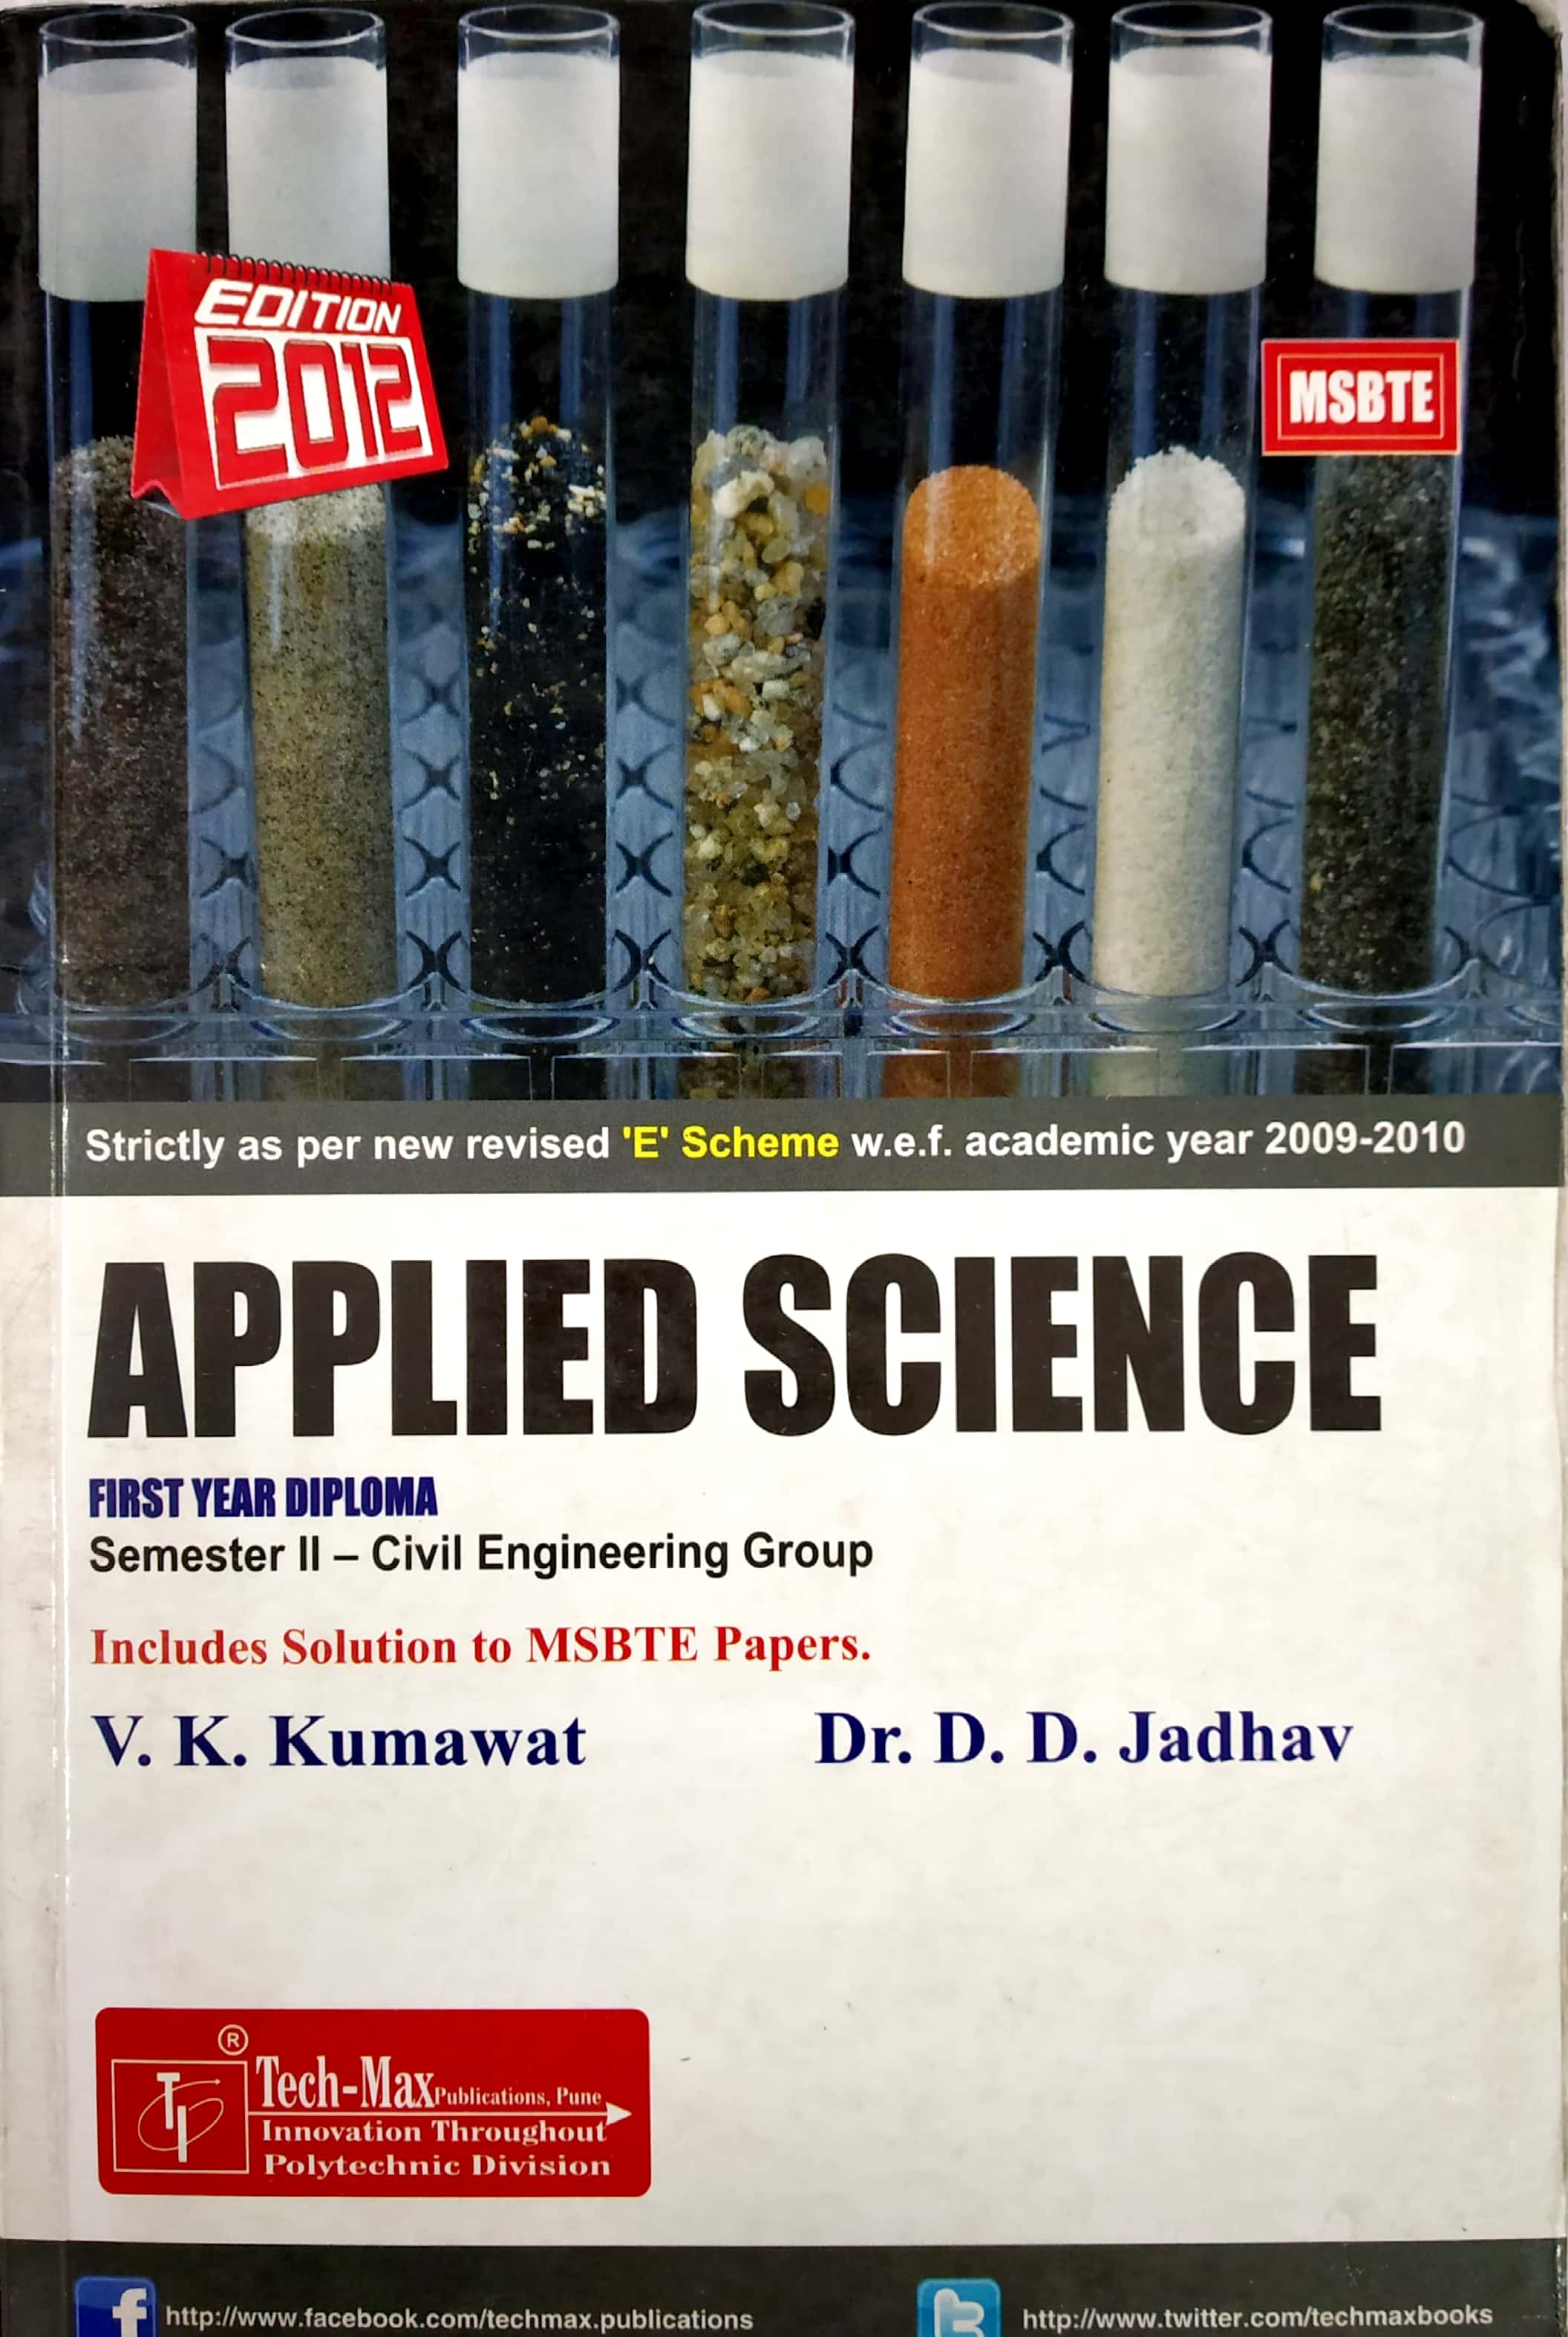 EDITION
2012
MSBTE
Strictly as per new revised 'E' Scheme w.e.f. academic year 2009-2010
APPLIED SCIENCE
FIRST YEAR DIPLOMA
Semester II – Civil Engineering Group
Includes Solution to MSBTE Papers.
V. K. Kumawat Dr. D. D. Jadhav
®
Tech-Max Publications, Pune
Innovation Throughout
Polytechnic Division
http://www.facebook.com/techmax.publications http://www.twitter.com/techmaxbooks